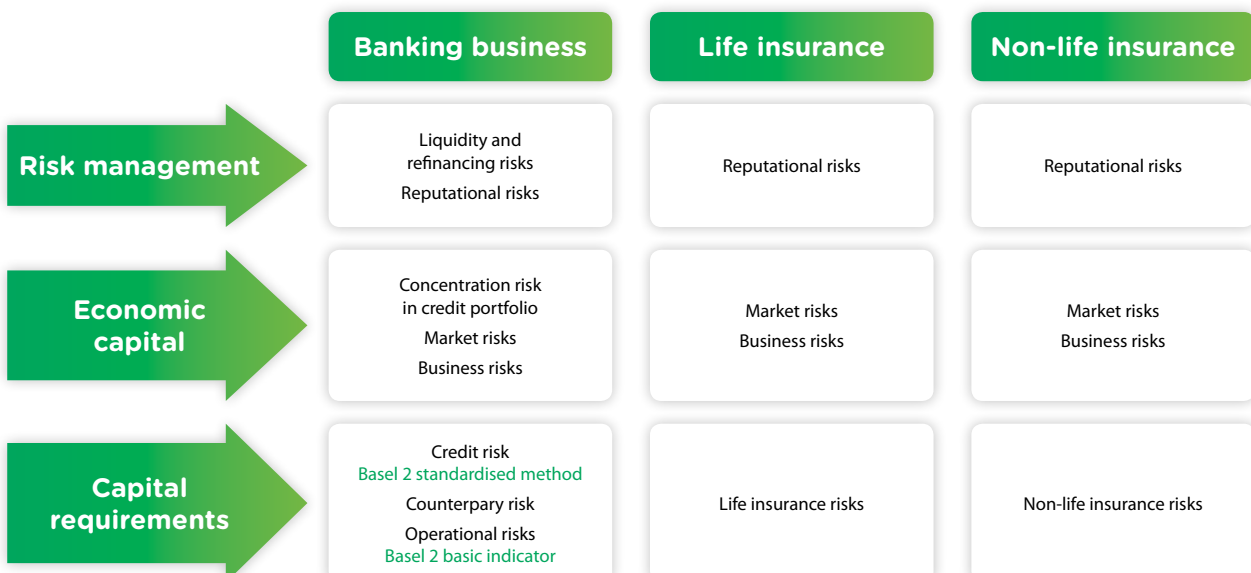 Banking business
Life insurance
Non-life insurance
Risk management
Liquidity and
refinancing risks
Reputational risks
Reputational risks
Reputational risks
Economic
capital
Concentration risk
in credit portfolio
Market risks
Business risks
Market risks
Business risks
Market risks
Business risks
Capital
requirements
Credit risk
Basel 2 standardised method
Counterpary risk
Operational risks
Basel 2 basic indicator
Life insurance risks
Non-life insurance risks